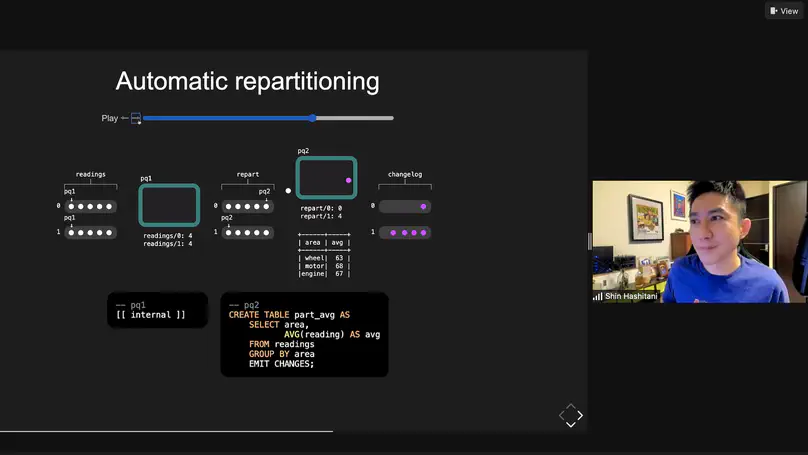 View
Automatic repartitioning
Play
readings
pq1
0
pq1
1
pq1
readings/0: 4
readings/1: 4
repart
pq2
0
pq2
1
pq2
repart/0: 0
repart/1: 4
+-------+-----+
| area | avg |
+-------+-----+
| wheel| 63 |
| motor| 68 |
|engine| 67 |
changelog
0
1
-- pq1
[[ internal ]]
-- pq2
CREATE TABLE part_avg AS
SELECT area,
AVG(reading) AS avg
FROM readings
GROUP BY area
EMIT CHANGES;
Shin Hashitani